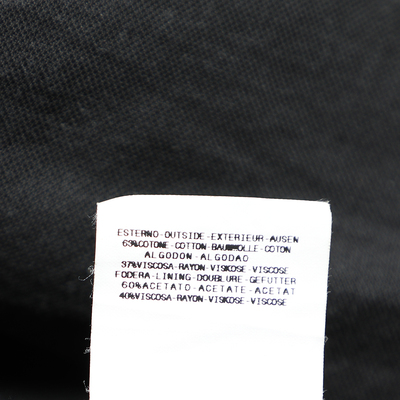 ESTERNO-OUTSIDE-EXTERIEUR-AUSEN
63%COTONE-COTTON-BAUMWOLLE-COTON
ALGODON-ALGODAO
37%VISCOSA-RAYON-VISKOSE-VISCOSE
FODERA-LINING-DOUBLURE-GEFUTTER
60%ACETATO-ACETATE-ACETAT
40%VISCOSA-RAYON-VISKOSE-VISCOSE